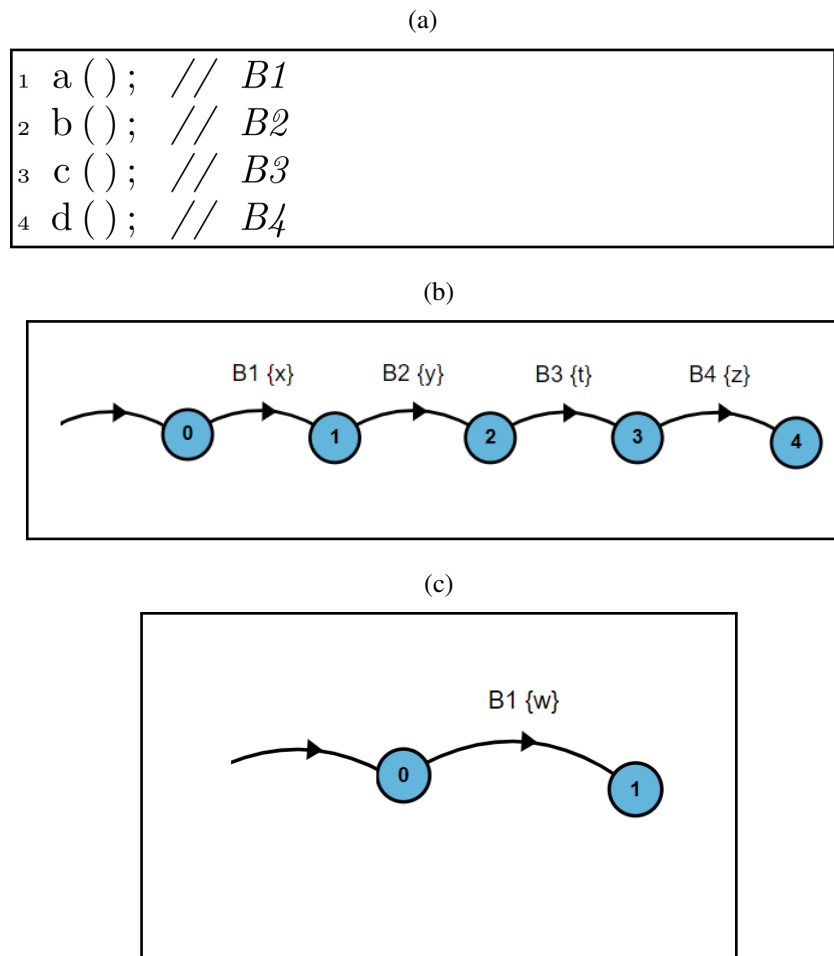 (a)
1 a(); // B1
2 b(); // B2
3 c(); // B3
4 d(); // B4
(b)
B1 {x} B2 {y} B3 {t} B4 {z}
0 1 2 3 4
(c)
B1 {w}
0 1